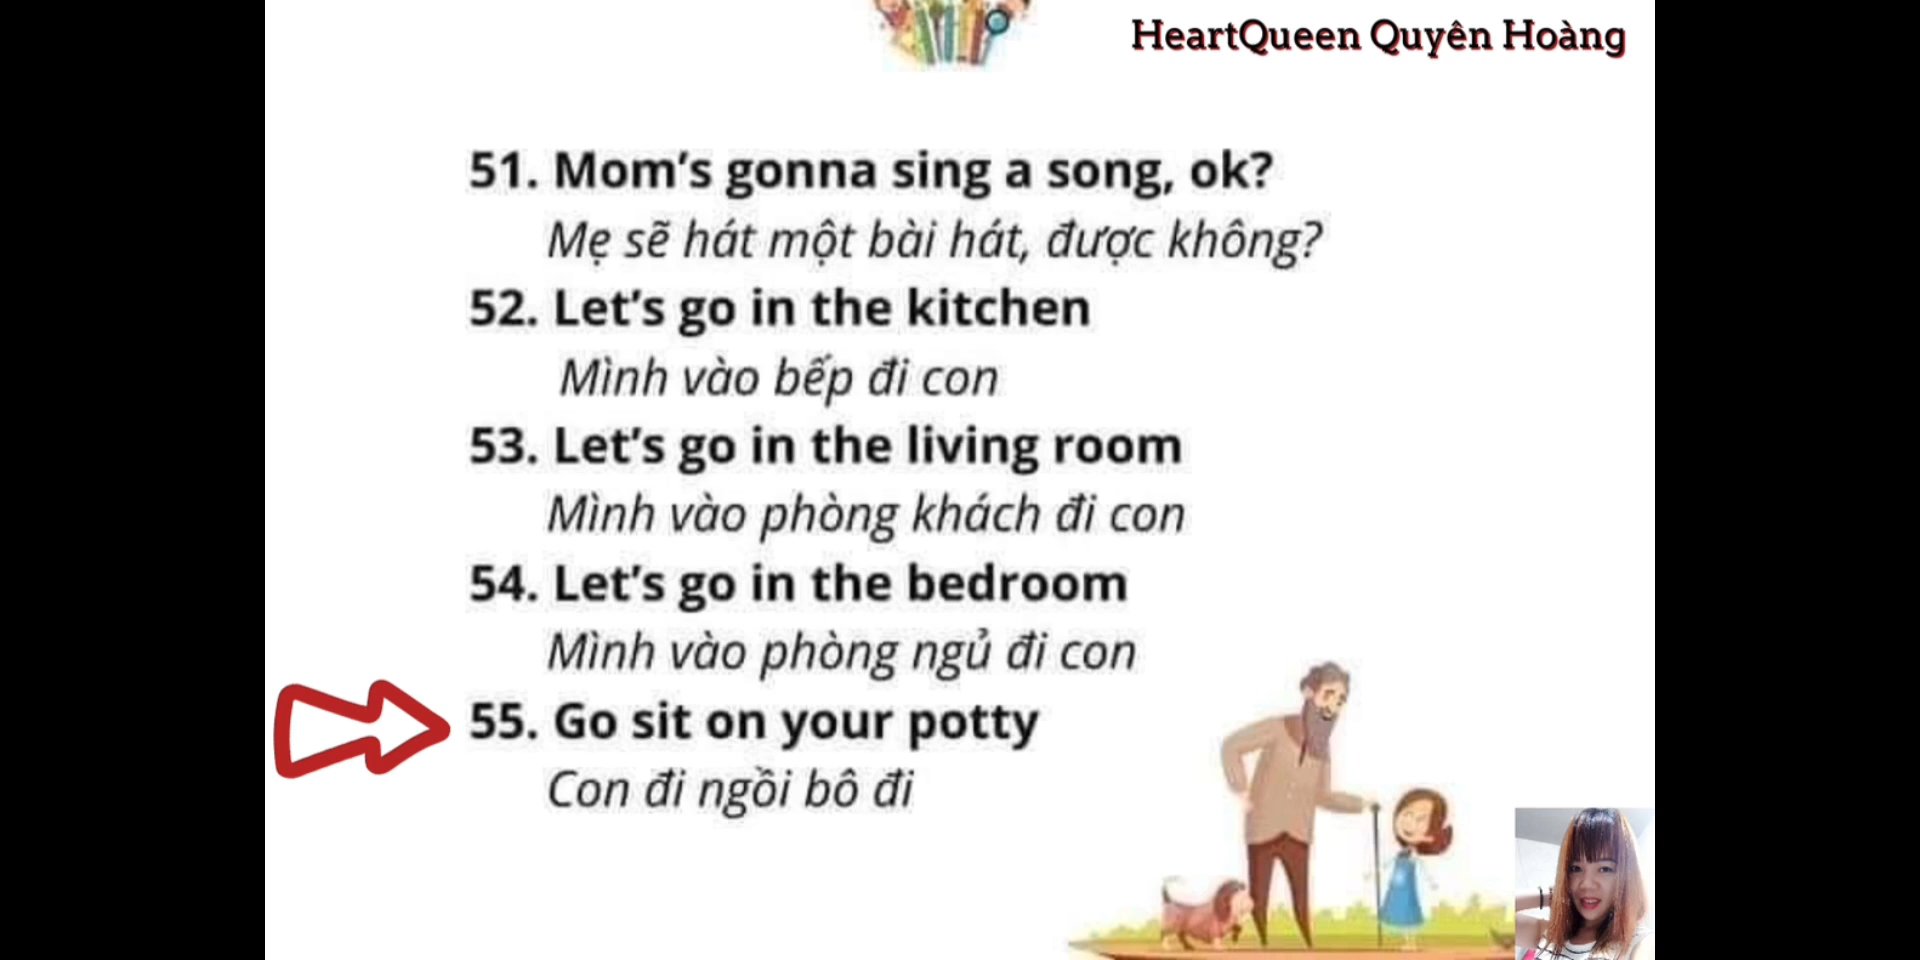 HeartQueen Quyên Hoàng
51. Mom's gonna sing a song, ok?
Mẹ sẽ hát một bài hát, được không?
52. Let's go in the kitchen
Mình vào bếp đi con
53. Let's go in the living room
Mình vào phòng khách đi con
54. Let's go in the bedroom
Mình vào phòng ngủ đi con
55. Go sit on your potty
Con đi ngồi bô đi